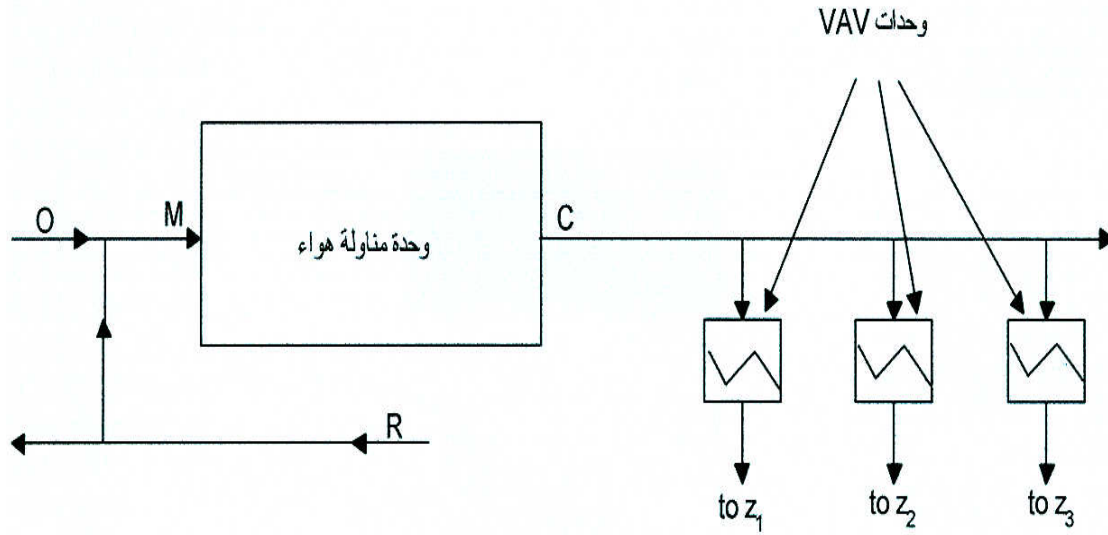 وحدات VAV
O
M
C
وحدة مناولة هواء
R
to z₁
to z₂
to z₃